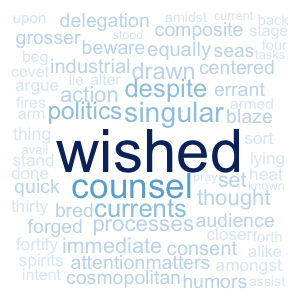 upon delegation amidst current back
grosser stood composite stage
beg beware equally seas four
covet industrial drawn centered tasks
argue lie alter despite errant
fires action armed
arm politics singular blaze
thing wished sort
avail lying
stand counsel pray set heat
done known
quick bred currents thought
thirty audience
forged processes closer forth
fortify immediate consent alike
spirits attention matters amongst
intent cosmopolitan humors assist